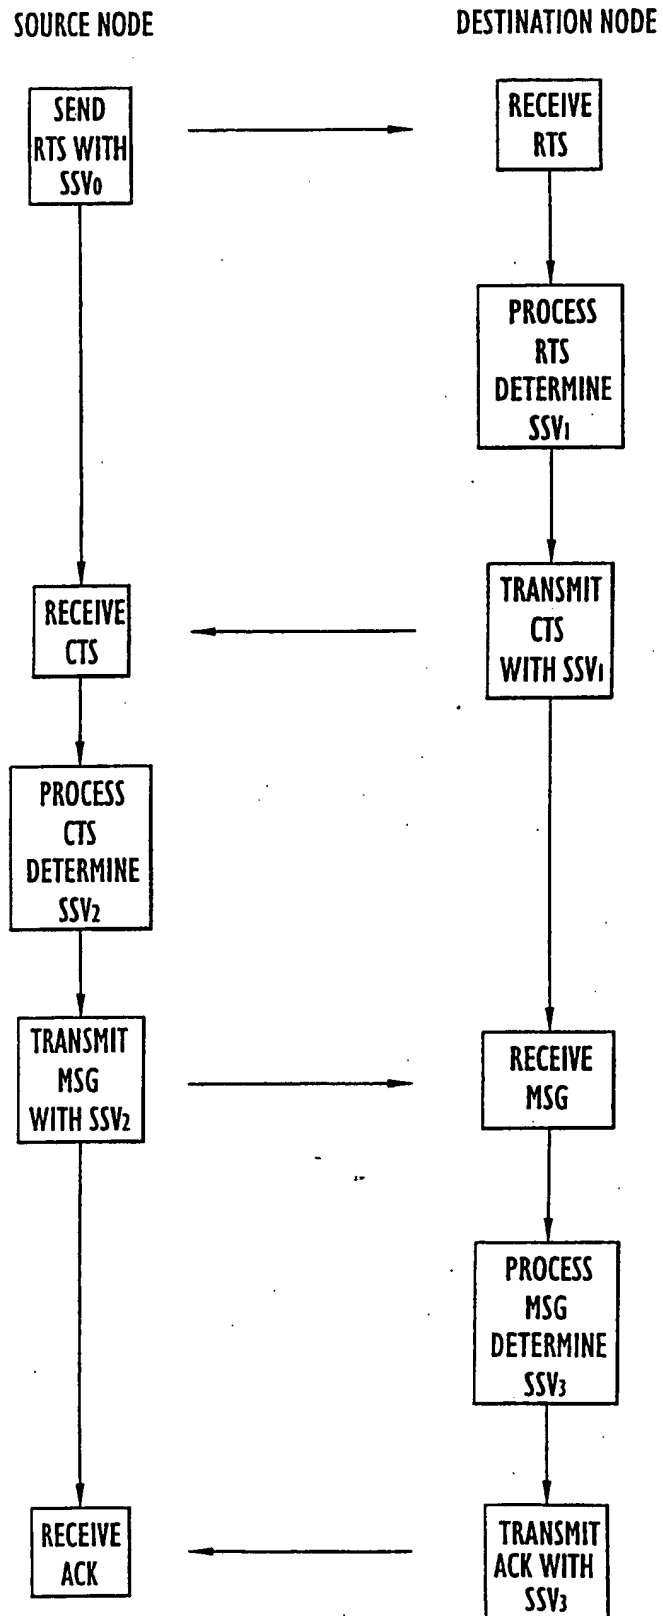 SOURCE NODE
DESTINATION NODE
SEND
RTS WITH
SSV₀
RECEIVE
RTS
PROCESS
RTS
DETERMINE
SSV₁
TRANSMIT
CTS
WITH SSV₁
RECEIVE
CTS
PROCESS
CTS
DETERMINE
SSV₂
TRANSMIT
MSG
WITH SSV₂
RECEIVE
MSG
PROCESS
MSG
DETERMINE
SSV₃
TRANSMIT
ACK WITH
SSV₃
RECEIVE
ACK